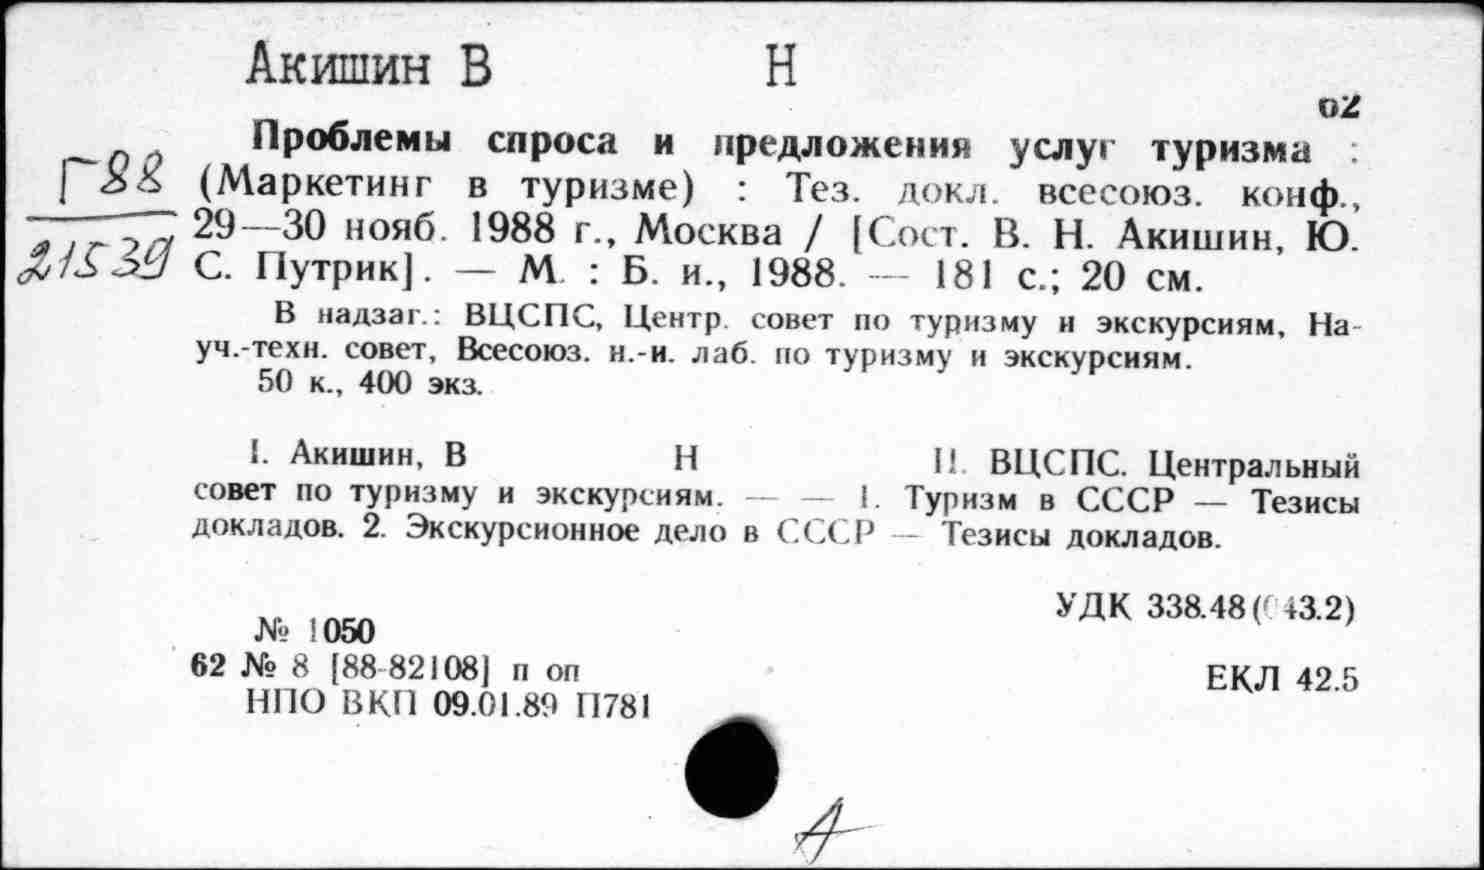 Акишин В Н
02
Проблемы спроса и предложения услуг туризма :
Г88 (Маркетинг в туризме) : Тез. докл. всесоюз. конф.,
29—30 нояб. 1988 г., Москва / [Сост. В. Н. Акишин, Ю.
21539 С. Путрик]. — М. : Б. и., 1988. — 181 с.; 20 см.
В надзаг.: ВЦСПС, Центр. совет по туризму и экскурсиям, На-
уч.-техн. совет, Всесоюз. н.-и. лаб. по туризму и экскурсиям.
50 к., 400 экз.
I. Акишин, В Н II. ВЦСПС. Центральный
совет по туризму и экскурсиям. — — 1. Туризм в СССР — Тезисы
докладов. 2. Экскурсионное дело в СССР — Тезисы докладов.
УДК 338.48(043.2)
№ 1050
62 № 8 [88-82108] п оп
ЕКЛ 42.5
НПО ВКП 09.01.89 П781
А